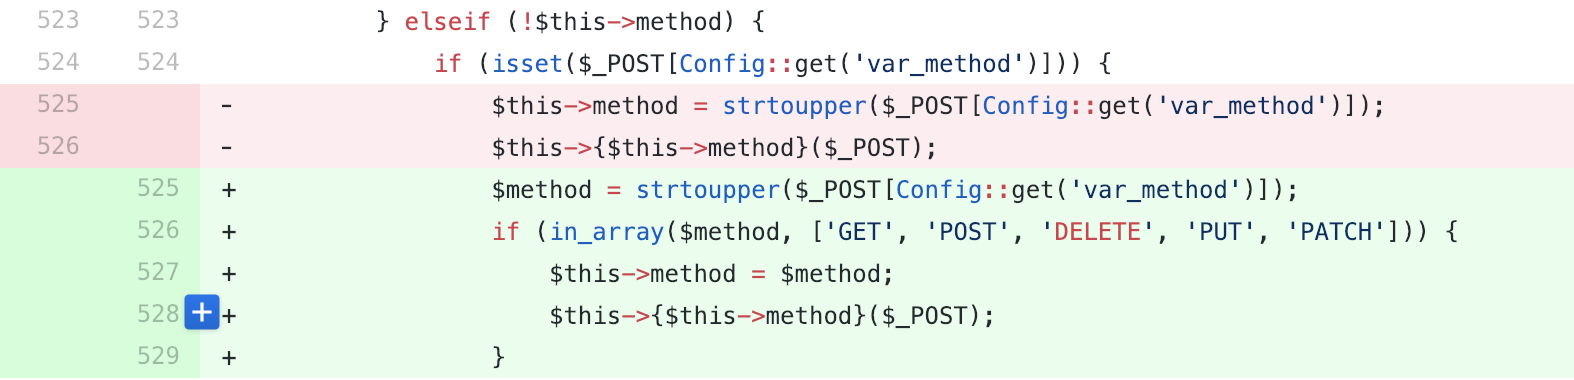 523 523 } elseif (!$this->method) {
524 524 if (isset($_POST[Config::get('var_method')])) {
525 - $this->method = strtoupper($_POST[Config::get('var_method')]);
526 - $this->{$this->method}($_POST);
525 + $method = strtoupper($_POST[Config::get('var_method')]);
526 + if (in_array($method, ['GET', 'POST', 'DELETE', 'PUT', 'PATCH'])) {
527 + $this->method = $method;
528 + + $this->{$this->method}($_POST);
529 + }